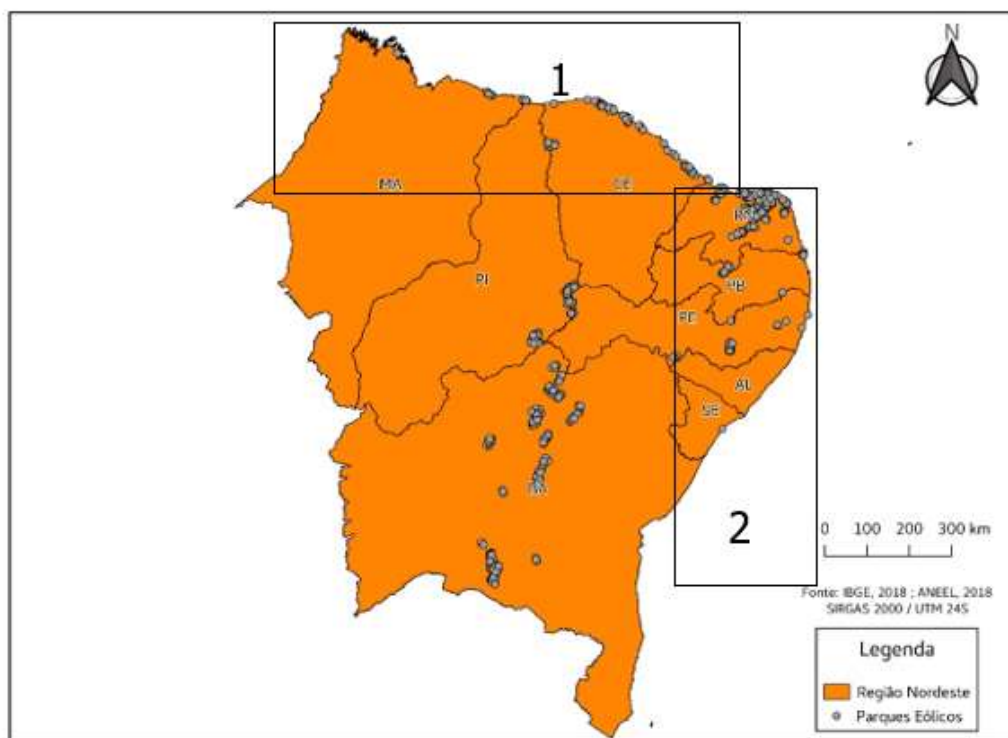 N
1
MA
CE
RN
PI
PB
PE
AL
SE
BA
2
0 100 200 300 km
Fonte: IBGE, 2018 ; ANEEL, 2018
SIRGAS 2000 / UTM 24S
Legenda
Região Nordeste
Parques Eólicos